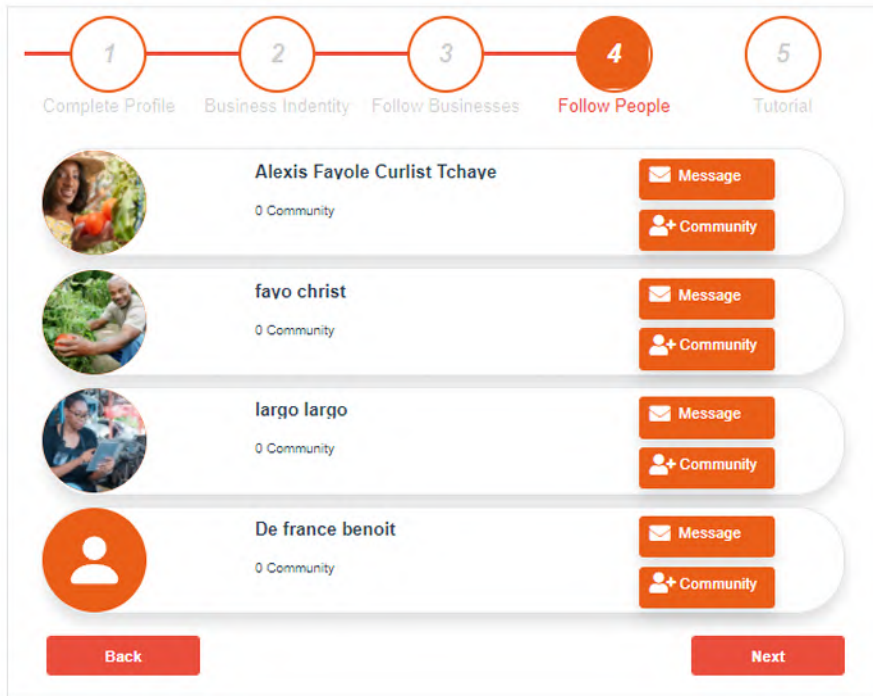 1 2 3 4 5
Complete Profile Business Indentity Follow Businesses Follow People Tutorial
Alexis Fayole Curlist Tchaye
Message
0 Community
Community
fayo christ
Message
0 Community
Community
largo largo
Message
0 Community
Community
De france benoit
Message
0 Community
Community
Back Next